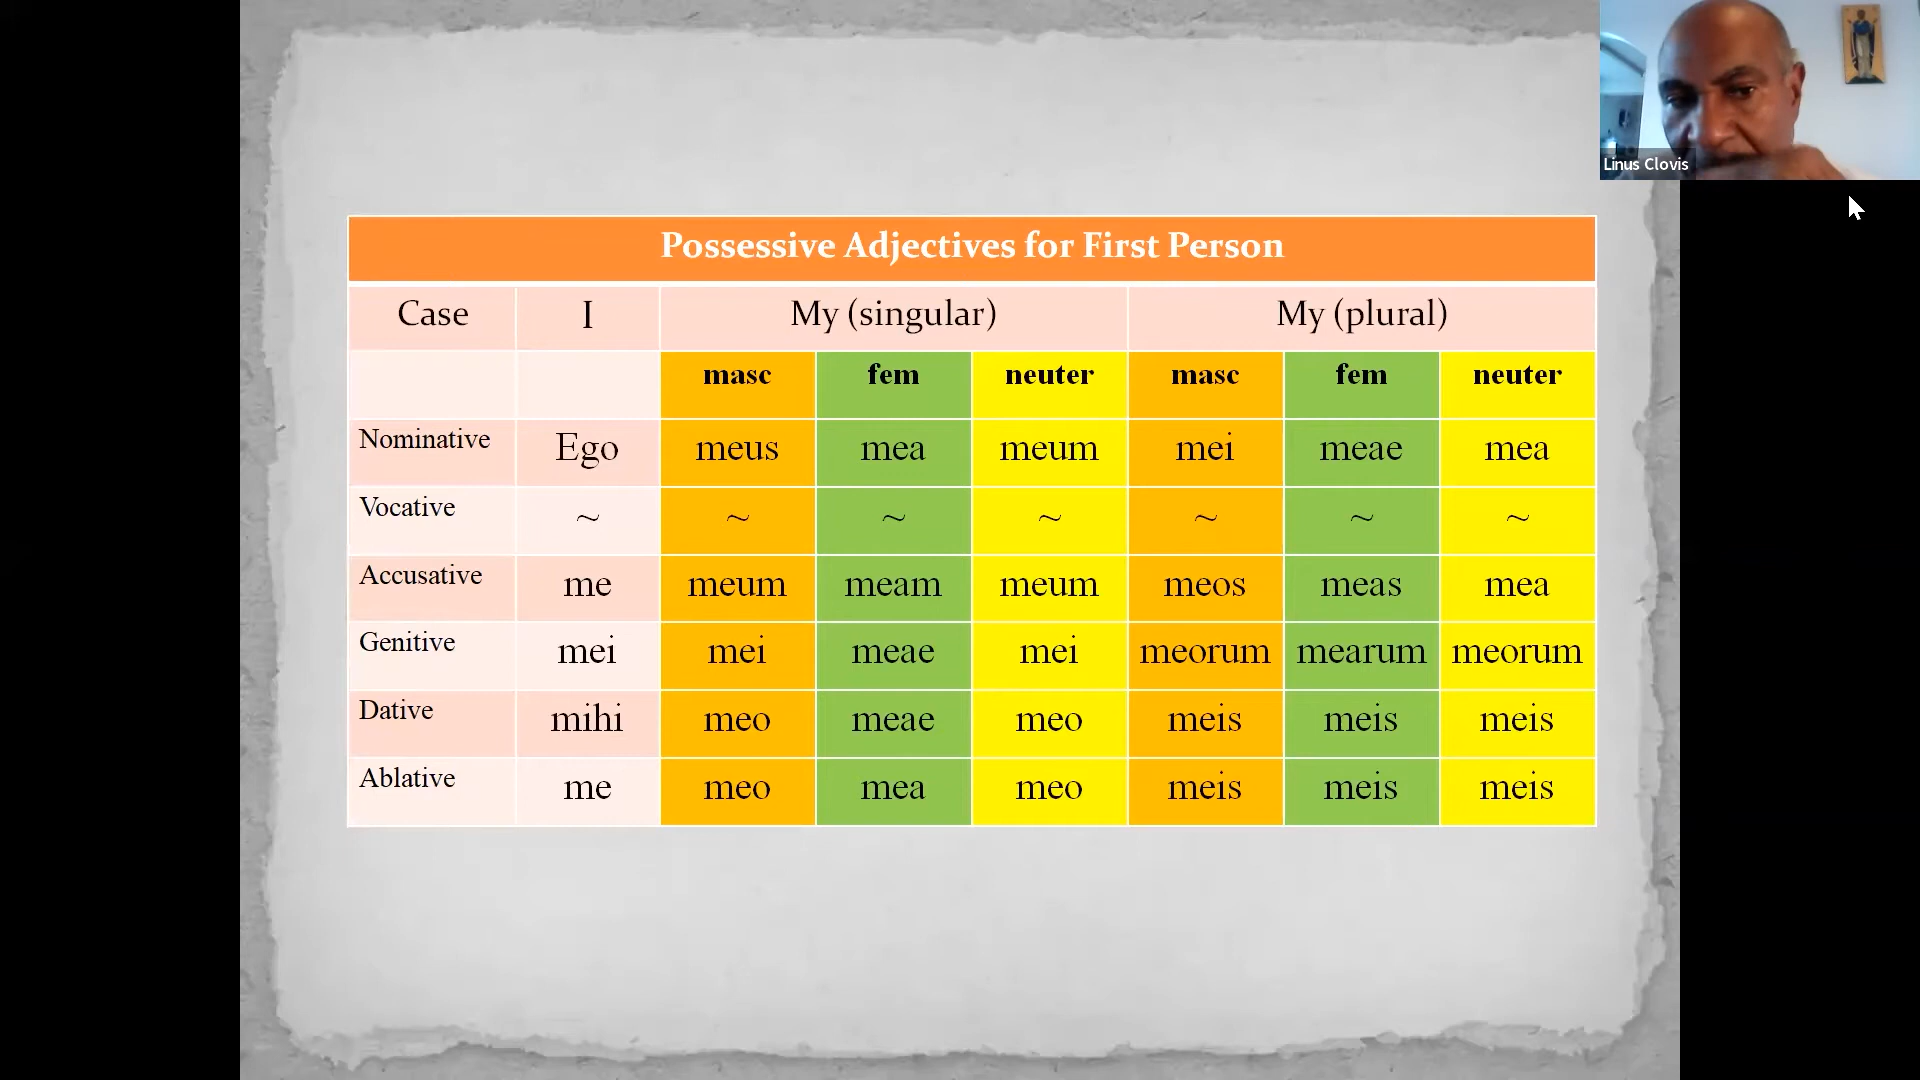 Linus Clovis
Possessive Adjectives for First Person
Case I My (singular) My (plural)
masc fem neuter masc fem neuter
Nominative Ego meus mea meum mei meae mea
Vocative ~ ~ ~ ~ ~ ~ ~
Accusative me meum meam meum meos meas mea
Genitive mei mei meae mei meorum mearum meorum
Dative mihi meo meae meo meis meis meis
Ablative me meo mea meo meis meis meis